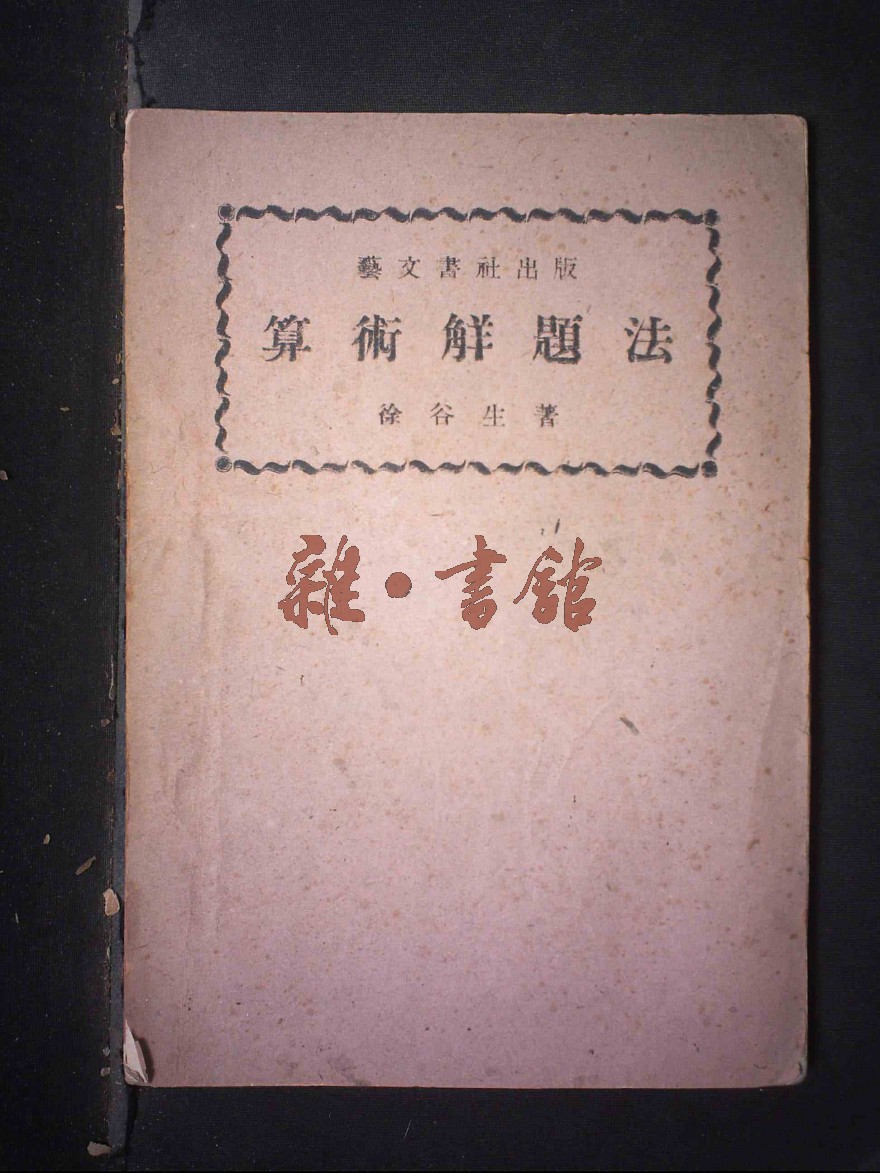 藝文書社出版
算術解題法
徐谷生著
雜·書館